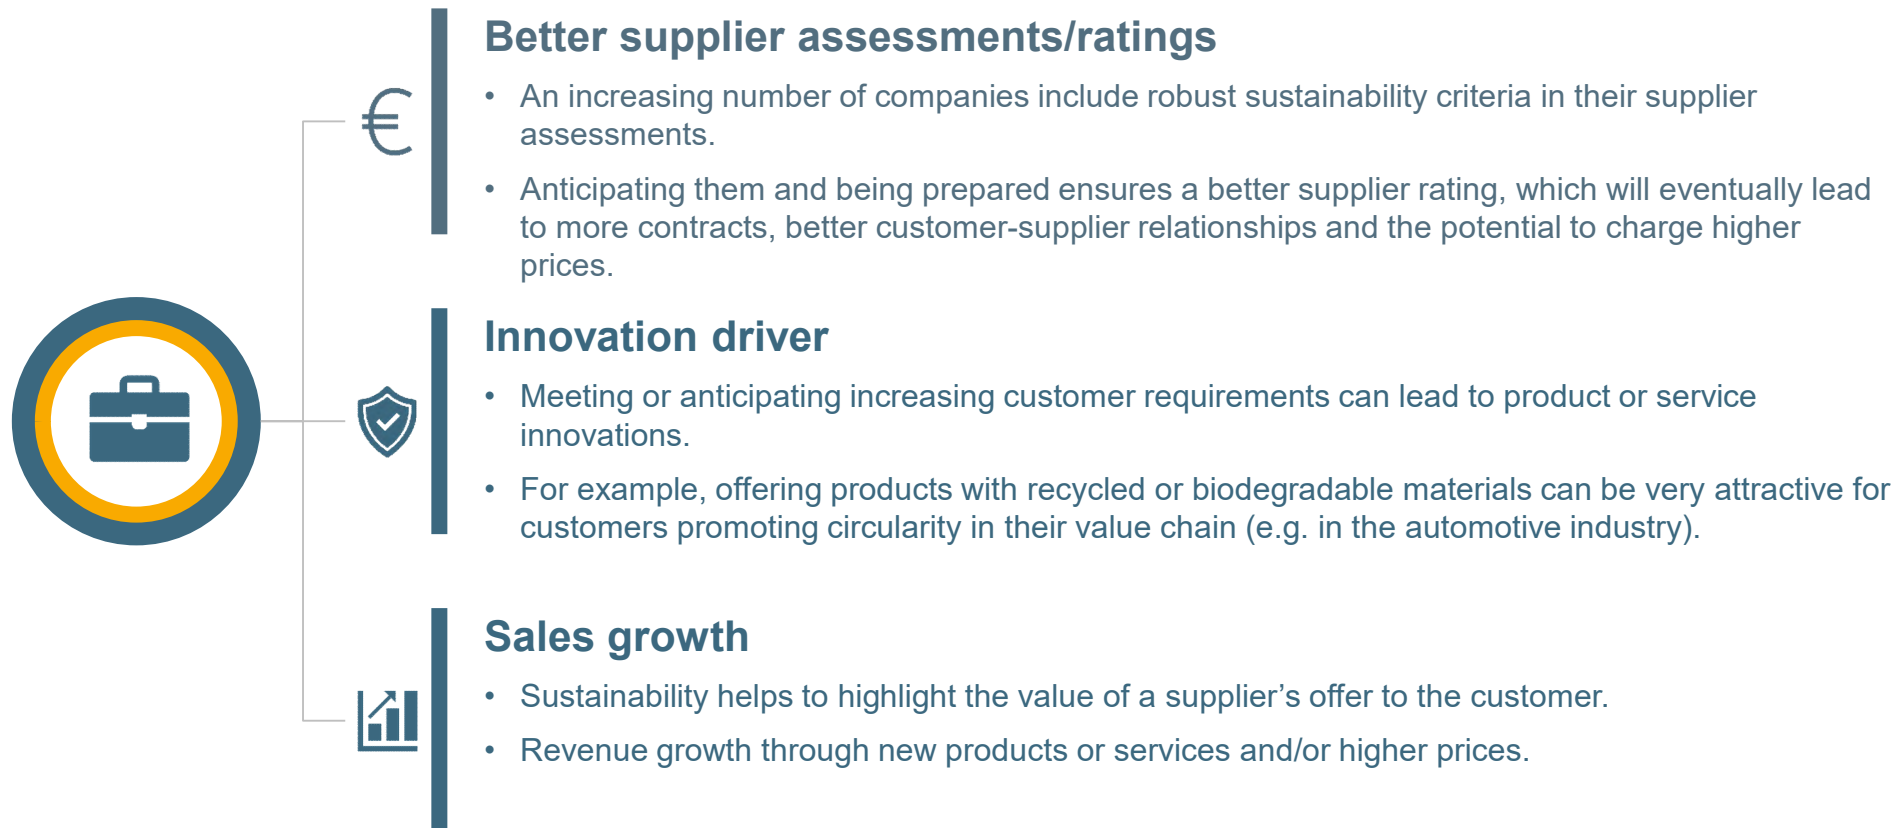 Better supplier assessments/ratings
• An increasing number of companies include robust sustainability criteria in their supplier
assessments.
• Anticipating them and being prepared ensures a better supplier rating, which will eventually lead
to more contracts, better customer-supplier relationships and the potential to charge higher
prices.
Innovation driver
• Meeting or anticipating increasing customer requirements can lead to product or service
innovations.
• For example, offering products with recycled or biodegradable materials can be very attractive for
customers promoting circularity in their value chain (e.g. in the automotive industry).
Sales growth
• Sustainability helps to highlight the value of a supplier’s offer to the customer.
• Revenue growth through new products or services and/or higher prices.